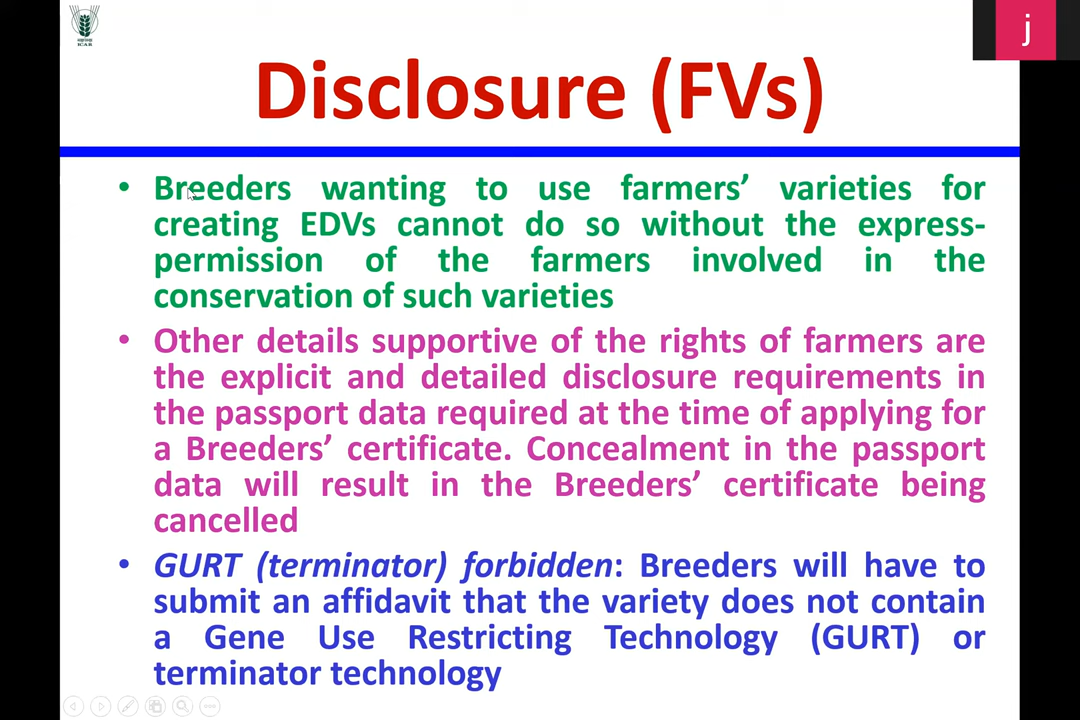 j
Disclosure (FVs)
• Breeders wanting to use farmers’ varieties for
creating EDVs cannot do so without the express-
permission of the farmers involved in the
conservation of such varieties
• Other details supportive of the rights of farmers are
the explicit and detailed disclosure requirements in
the passport data required at the time of applying for
a Breeders’ certificate. Concealment in the passport
data will result in the Breeders’ certificate being
cancelled
• GURT (terminator) forbidden: Breeders will have to
submit an affidavit that the variety does not contain
a Gene Use Restricting Technology (GURT) or
terminator technology